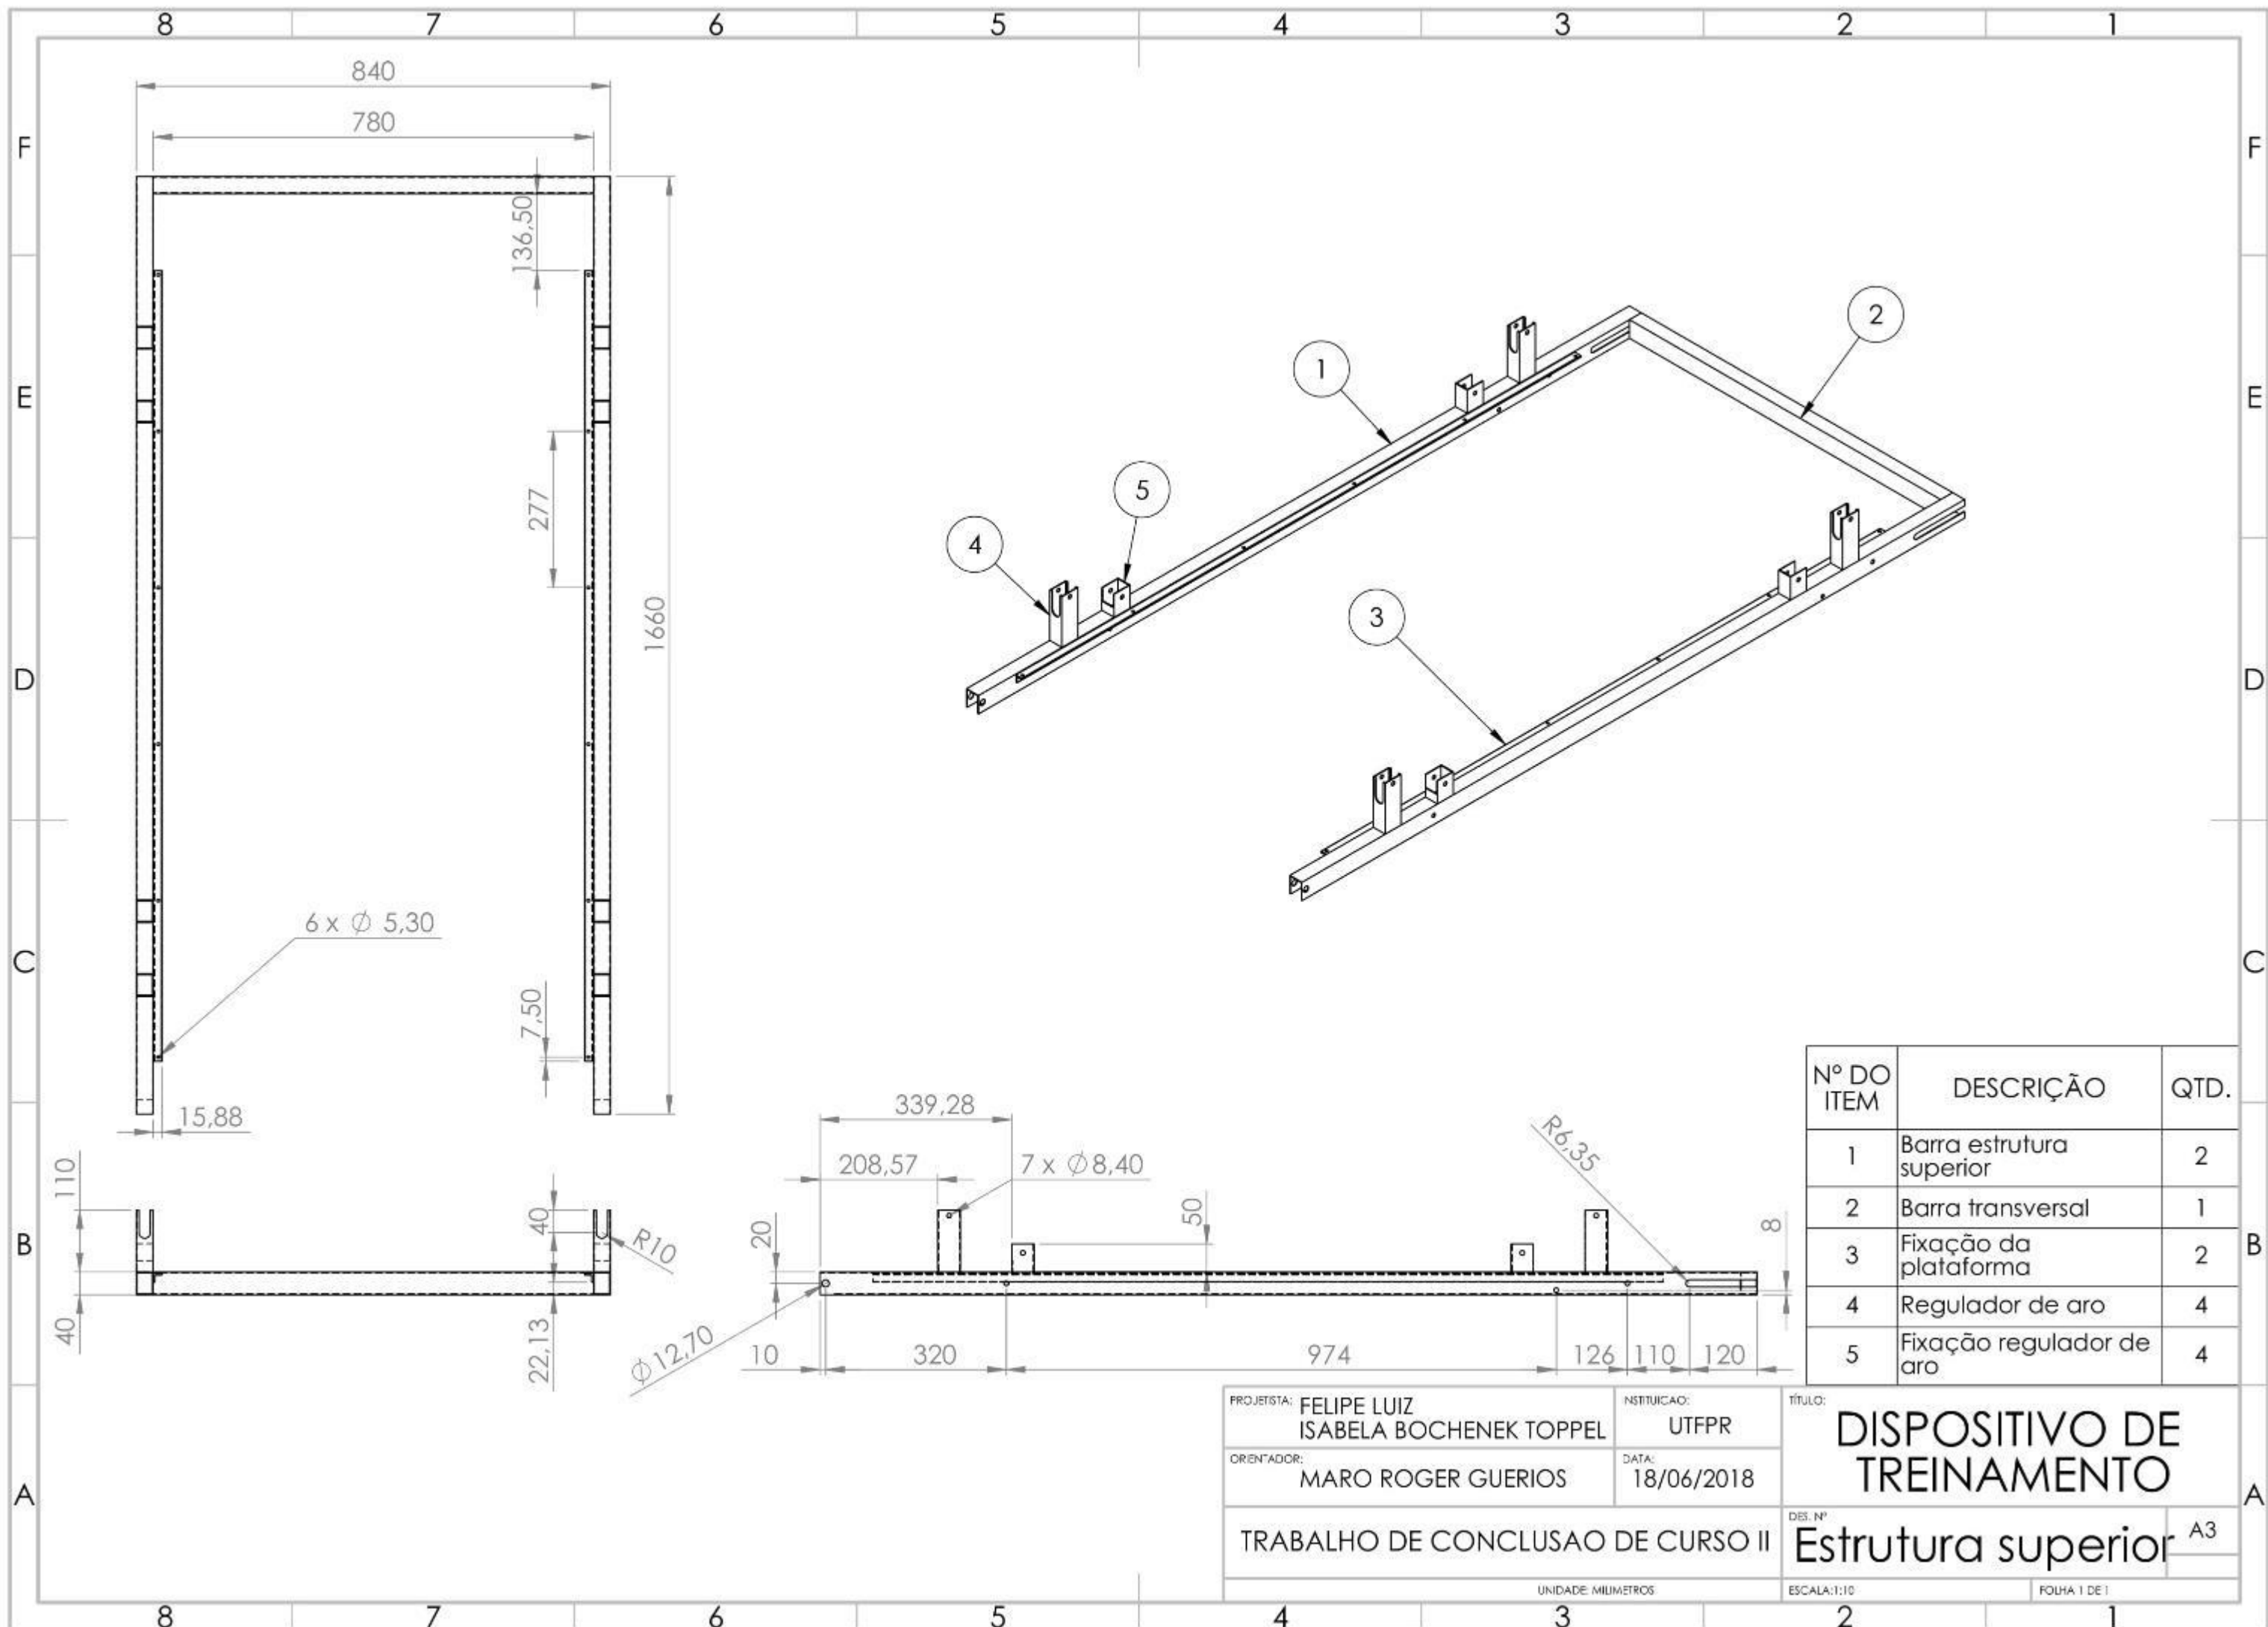 8 7 6 5 4 3 2 1
F
F
E
E
D
D
C
C
B
B
A
A
840
780
136,50
277
1660
6 x ∅ 5,30
7,50
15,88
1
2
5
4
3
110
40
40
R10
22,13
339,28
208,57
7 x ∅8,40
R6,35
20
50
8
∅12,70
10
320
974
126
110
120
Nº DO
ITEM
DESCRIÇÃO
QTD.
1
Barra estrutura
superior
2
2
Barra transversal
1
3
Fixação da
plataforma
2
4
Regulador de aro
4
5
Fixação regulador de
aro
4
PROJETISTA: FELIPE LUIZ
ISABELA BOCHENEK TOPPEL
INSTITUICAO:
UTFPR
ORIENTADOR:
MARO ROGER GUERIOS
DATA:
18/06/2018
TÍTULO:
DISPOSITIVO DE
TREINAMENTO
TRABALHO DE CONCLUSAO DE CURSO II
DES. Nº
Estrutura superior
A3
UNIDADE: MILIMETROS
ESCALA:1:10
FOLHA 1 DE 1
8 7 6 5 4 3 2 1